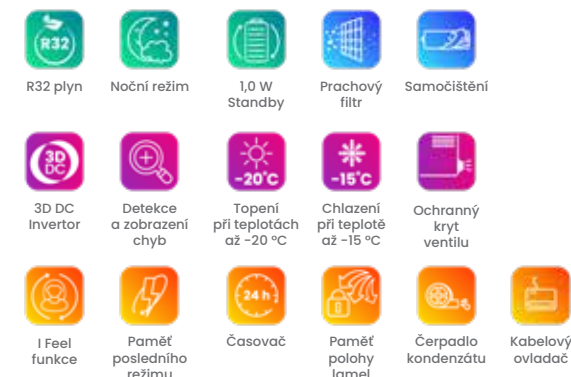 R32
R32 plyn
Noční režim
1,0 W
Standby
Prachový
filtr
Samočištění
3D
DC
-20°C
-15°C
3D DC
Invertor
Detekce
a zobrazení
chyb
Topení
při teplotách
až -20 °C
Chlazení
při teplotě
až -15 °C
Ochranný
kryt
ventilu
24 h
I Feel
funkce
Paměť
posledního
režimu
Časovač
Paměť
polohy
lamel
Čerpadlo
kondenzátu
Kabelový
ovladač